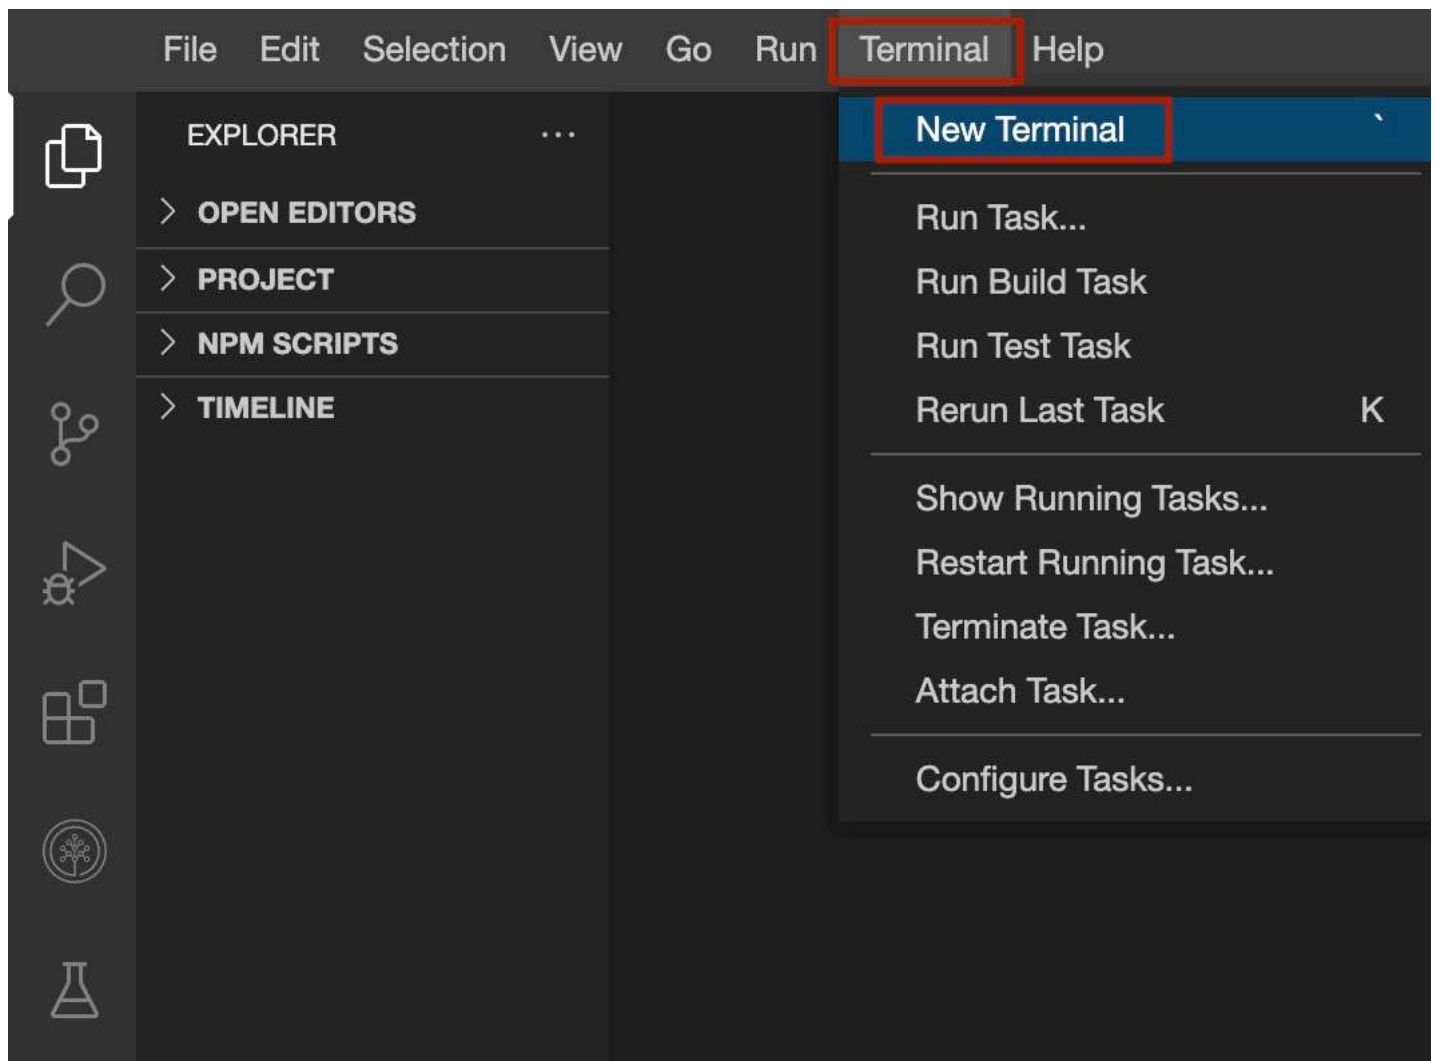 File Edit Selection View Go Run Terminal Help
EXPLORER ...
OPEN EDITORS
PROJECT
NPM SCRIPTS
TIMELINE
New Terminal `
Run Task...
Run Build Task
Run Test Task
Rerun Last Task K
Show Running Tasks...
Restart Running Task...
Terminate Task...
Attach Task...
Configure Tasks...